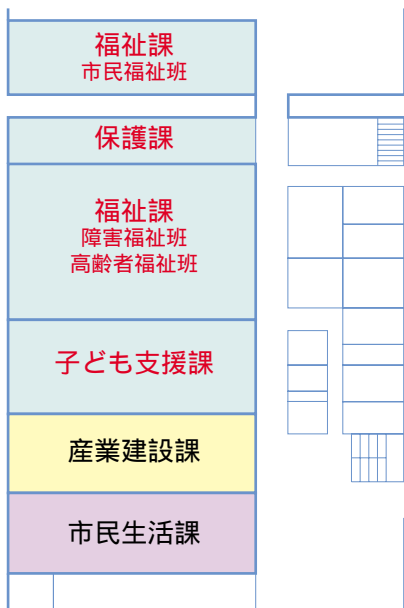 福祉課
市民福祉班
保護課
福祉課
障害福祉班
高齢者福祉班
子ども支援課
産業建設課
市民生活課